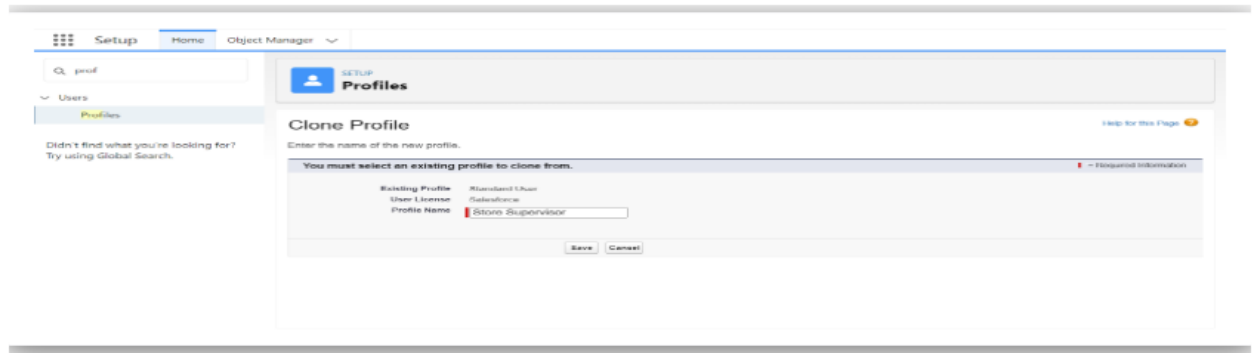 Setup Home Object Manager
prof
Users
Profiles
Didn't find what you're looking for?
Try using Global Search.
SETUP
Profiles
Clone Profile
Help for this Page
Enter the name of the new profile.
You must select an existing profile to clone from.
= Required Information
Existing Profile Standard User
User License Salesforce
Profile Name Store Supervisor
Save Cancel